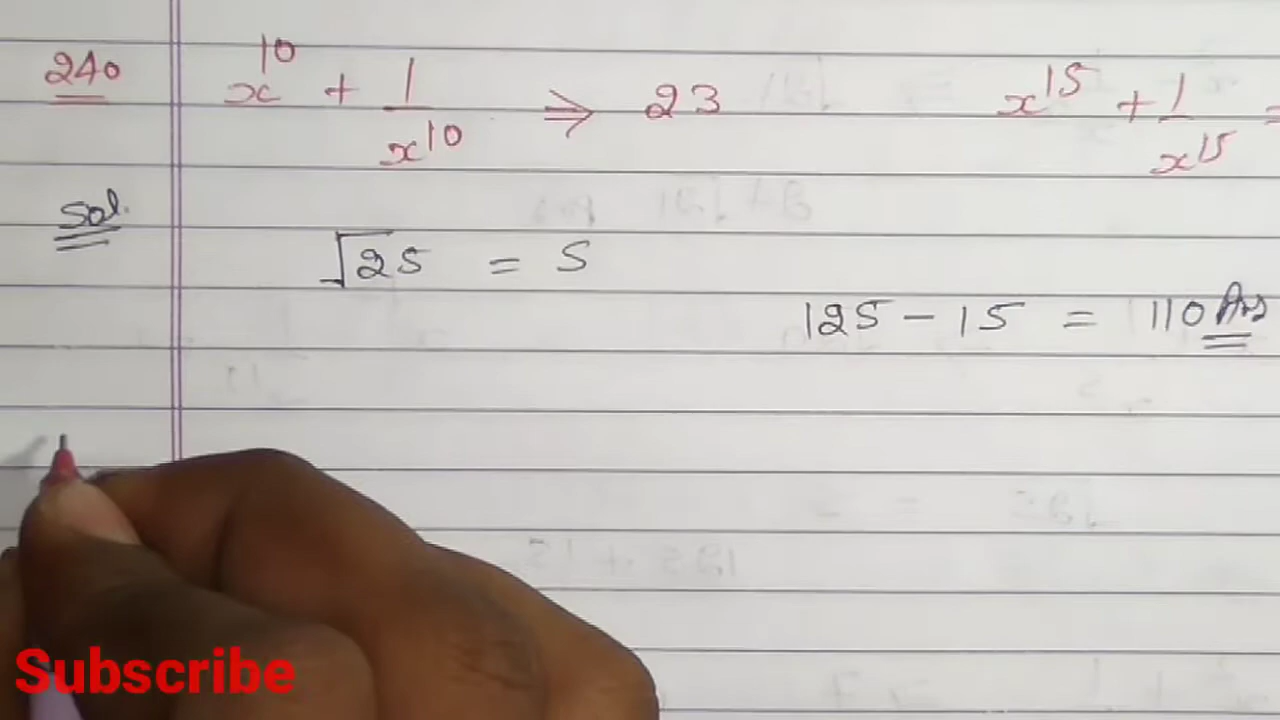 240 x^10 + 1/x^10 ⇒ 23 x^15 + 1/x^15 =
Sol.
√25 = 5
125 - 15 = 110 Ans
Subscribe